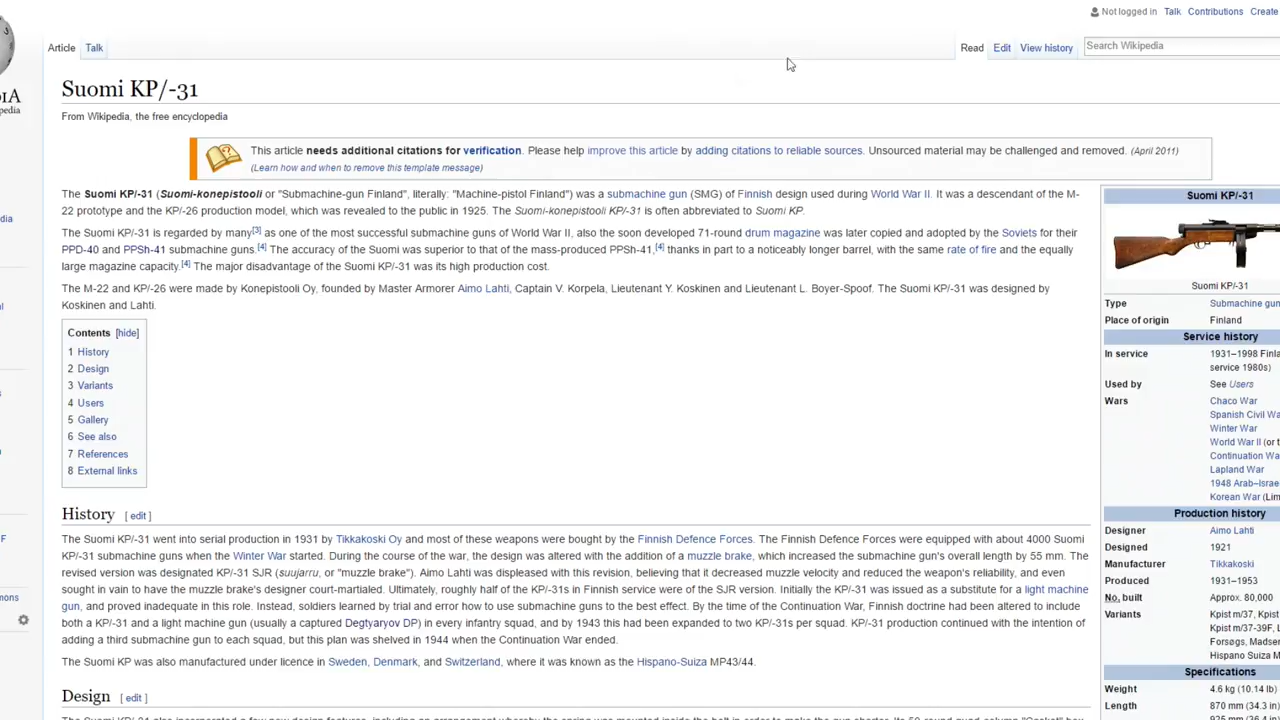 Not logged in Talk Contributions Create
Article Talk Read Edit View history Search Wikipedia
Suomi KP/-31
From Wikipedia, the free encyclopedia
This article needs additional citations for verification. Please help improve this article by adding citations to reliable sources. Unsourced material may be challenged and removed. (April 2011)
(Learn how and when to remove this template message)
The Suomi KP/-31 (Suomi-konepistooli or "Submachine-gun Finland", literally: "Machine-pistol Finland") was a submachine gun (SMG) of Finnish design used during World War II. It was a descendant of the M-
22 prototype and the KP/-26 production model, which was revealed to the public in 1925. The Suomi-konepistooli KP/-31 is often abbreviated to Suomi KP.
The Suomi KP/-31 is regarded by many[3] as one of the most successful submachine guns of World War II, also the soon developed 71-round drum magazine was later copied and adopted by the Soviets for their
PPD-40 and PPSh-41 submachine guns.[4] The accuracy of the Suomi was superior to that of the mass-produced PPSh-41,[4] thanks in part to a noticeably longer barrel, with the same rate of fire and the equally
large magazine capacity.[4] The major disadvantage of the Suomi KP/-31 was its high production cost.
The M-22 and KP/-26 were made by Konepistooli Oy, founded by Master Armorer Aimo Lahti, Captain V. Korpela, Lieutenant Y. Koskinen and Lieutenant L. Boyer-Spoof. The Suomi KP/-31 was designed by
Koskinen and Lahti.
Contents [hide]
1 History
2 Design
3 Variants
4 Users
5 Gallery
6 See also
7 References
8 External links
History [ edit ]
The Suomi KP/-31 went into serial production in 1931 by Tikkakoski Oy and most of these weapons were bought by the Finnish Defence Forces. The Finnish Defence Forces were equipped with about 4000 Suomi
KP/-31 submachine guns when the Winter War started. During the course of the war, the design was altered with the addition of a muzzle brake, which increased the submachine gun's overall length by 55 mm. The
revised version was designated KP/-31 SJR (suujarru, or "muzzle brake"). Aimo Lahti was displeased with this revision, believing that it decreased muzzle velocity and reduced the weapon's reliability, and even
sought in vain to have the muzzle brake's designer court-martialed. Ultimately, roughly half of the KP/-31s in Finnish service were of the SJR version. Initially the KP/-31 was issued as a substitute for a light machine
gun, and proved inadequate in this role. Instead, soldiers learned by trial and error how to use submachine guns to the best effect. By the time of the Continuation War, Finnish doctrine had been altered to include
both a KP/-31 and a light machine gun (usually a captured Degtyaryov DP) in every infantry squad, and by 1943 this had been expanded to two KP/-31s per squad. KP/-31 production continued with the intention of
adding a third submachine gun to each squad, but this plan was shelved in 1944 when the Continuation War ended.
The Suomi KP was also manufactured under licence in Sweden, Denmark, and Switzerland, where it was known as the Hispano-Suiza MP43/44.
Design [ edit ]
Suomi KP/-31
Suomi KP/-31
Type Submachine gun
Place of origin Finland
Service history
In service 1931–1998 Finla
service 1980s)
Used by See Users
Wars Chaco War
Spanish Civil Wa
Winter War
World War II (or t
Continuation Wa
Lapland War
1948 Arab–Israe
Korean War (Lim
Production history
Designer Aimo Lahti
Designed 1921
Manufacturer Tikkakoski
Produced 1931–1953
No. built Approx. 80,000
Variants Kpist m/37, Kpist
Kpist m/37-39F, L
Forsøgs, Madsen
Hispano Suiza M
Specifications
Weight 4.6 kg (10.14 lb)
Length 870 mm (34.3 in)